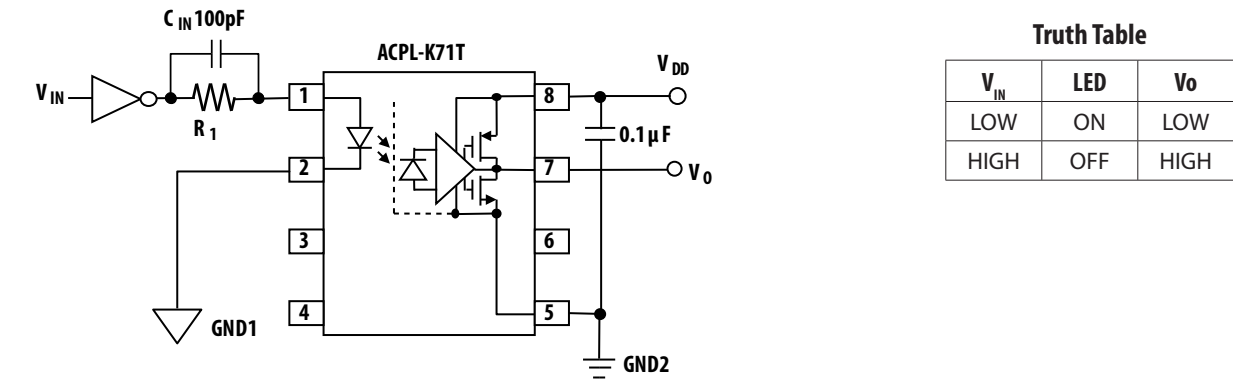 C IN 100pF
ACPL-K71T
V DD
V IN
R 1
1
8
0.1µF
2
7
V 0
3
6
4
5
GND1
GND2
Truth Table
V IN LED Vo
LOW ON LOW
HIGH OFF HIGH